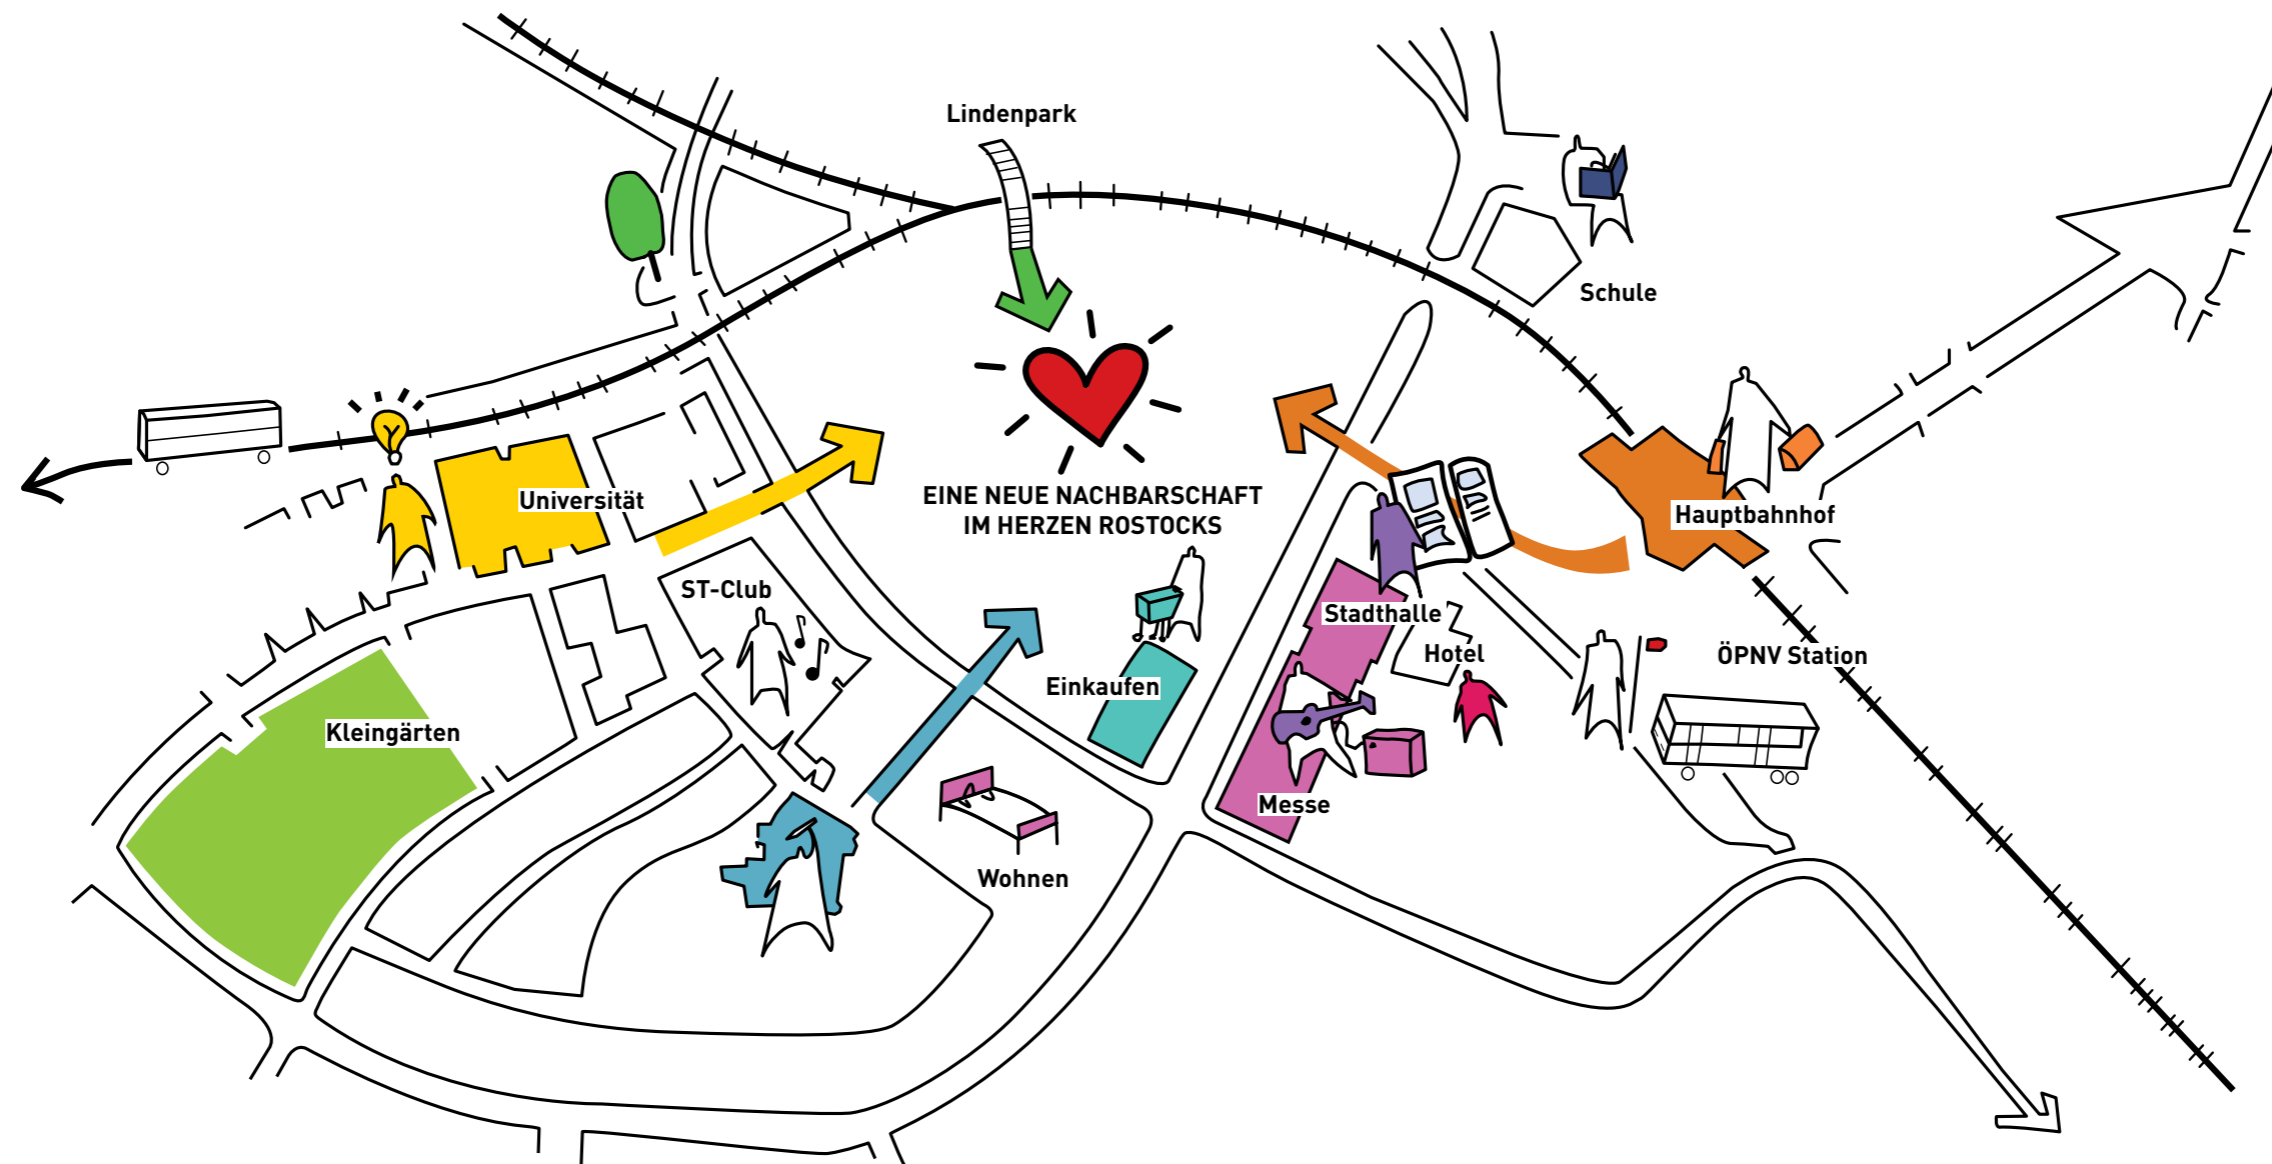 Lindenpark
Schule
Universität
EINE NEUE NACHBARSCHAFT
IM HERZEN ROSTOCKS
Hauptbahnhof
ST-Club
Stadthalle
Hotel
ÖPNV Station
Einkaufen
Kleingärten
Messe
Wohnen